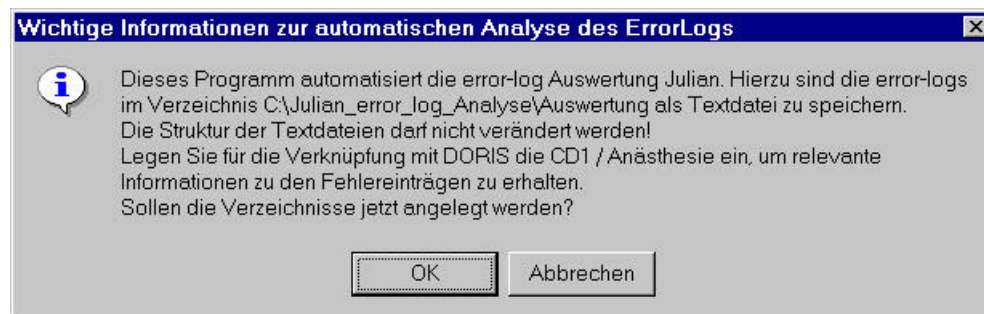 Wichtige Informationen zur automatischen Analyse des ErrorLogs
Dieses Programm automatisiert die error-log Auswertung Julian. Hierzu sind die error-logs
im Verzeichnis C:\Julian_error_log_Analyse\Auswertung als Textdatei zu speichern.
Die Struktur der Textdateien darf nicht verändert werden!
Legen Sie für die Verknüpfung mit DORIS die CD1 / Anästhesie ein, um relevante
Informationen zu den Fehlereinträgen zu erhalten.
Sollen die Verzeichnisse jetzt angelegt werden?
OK Abbrechen